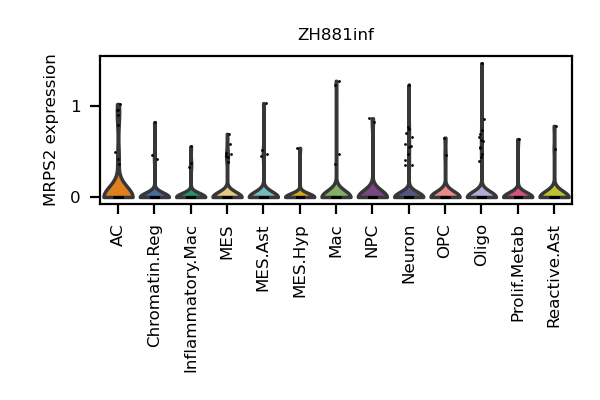 ZH881inf
MRPS2 expression
1
0
AC
Chromatin.Reg
Inflammatory.Mac
MES
MES.Ast
MES.Hyp
Mac
NPC
Neuron
OPC
Oligo
Prolif.Metab
Reactive.Ast